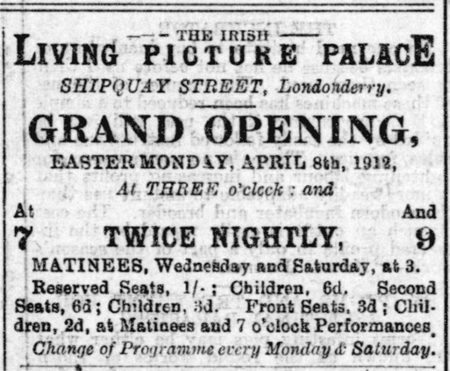 THE IRISH
LIVING PICTURE PALACE
SHIPQUAY STREET, Londonderry.
GRAND OPENING,
EASTER MONDAY, APRIL 8th, 1912,
At THREE o'clock : and
At And
7 TWICE NIGHTLY, 9
MATINEES, Wednesday and Saturday, at 3.
Reserved Seats, 1/- ; Children, 6d. Second
Seats, 6d ; Children, 3d. Front Seats, 3d ; Chil-
dren, 2d, at Matinees and 7 o'clock Performances.
Change of Programme every Monday & Saturday.